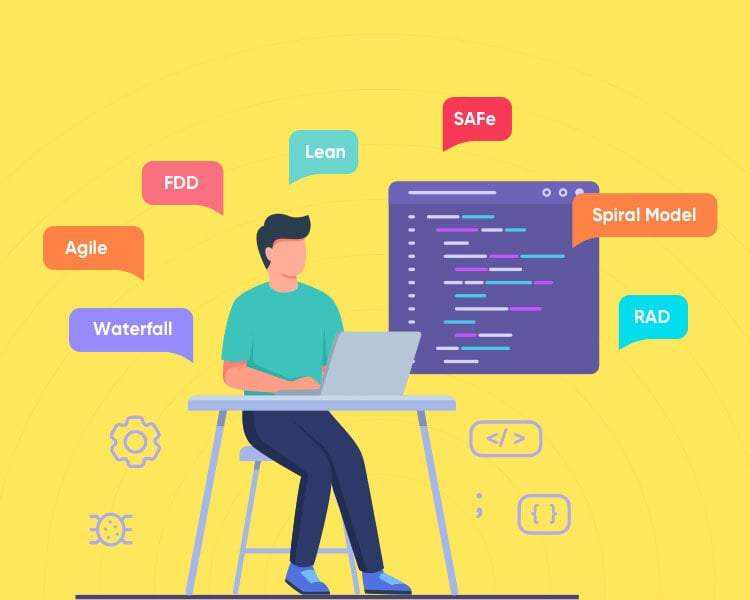 SAFe
Lean
FDD
Spiral Model
Agile
RAD
Waterfall
</>
;
{ }